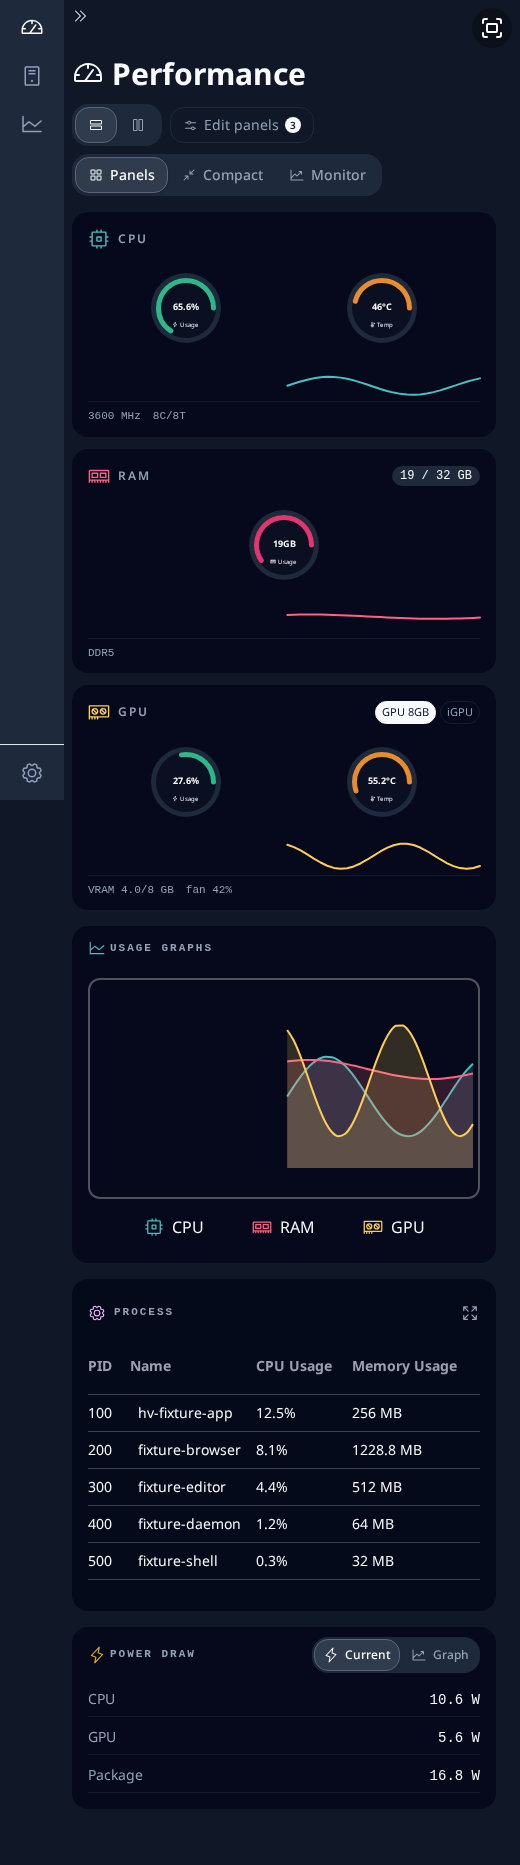 Performance
Edit panels 3
Panels Compact Monitor
CPU
65.6% 46°C
Usage Temp
3600 MHz 8C/8T
RAM 19 / 32 GB
19GB
Usage
DDR5
GPU GPU 8GB iGPU
27.6% 55.2°C
Usage Temp
VRAM 4.0/8 GB fan 42%
USAGE GRAPHS
CPU RAM GPU
PROCESS
PID Name CPU Usage Memory Usage
100 hv-fixture-app 12.5% 256 MB
200 fixture-browser 8.1% 1228.8 MB
300 fixture-editor 4.4% 512 MB
400 fixture-daemon 1.2% 64 MB
500 fixture-shell 0.3% 32 MB
POWER DRAW Current Graph
CPU 10.6 W
GPU 5.6 W
Package 16.8 W